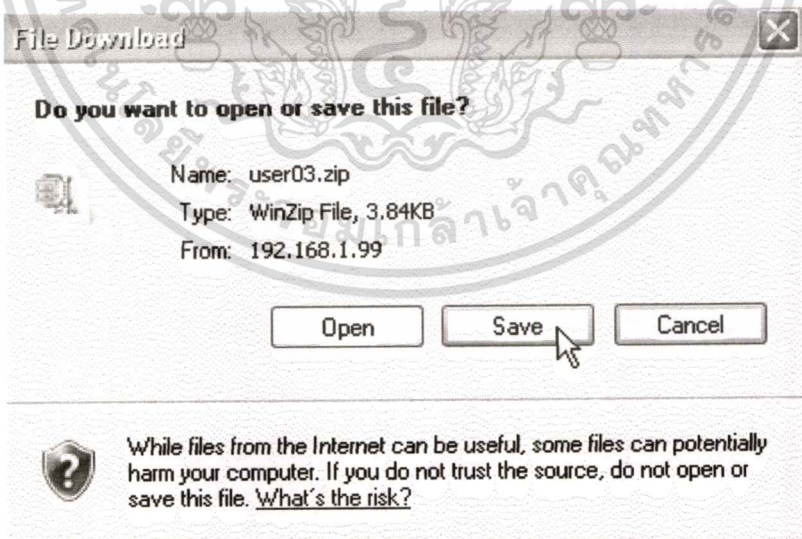 File Download
Do you want to open or save this file?
Name: user03.zip
Type: WinZip File, 3.84KB
From: 192.168.1.99
Open
Save
Cancel
While files from the Internet can be useful, some files can potentially
harm your computer. If you do not trust the source, do not open or
save this file. What's the risk?